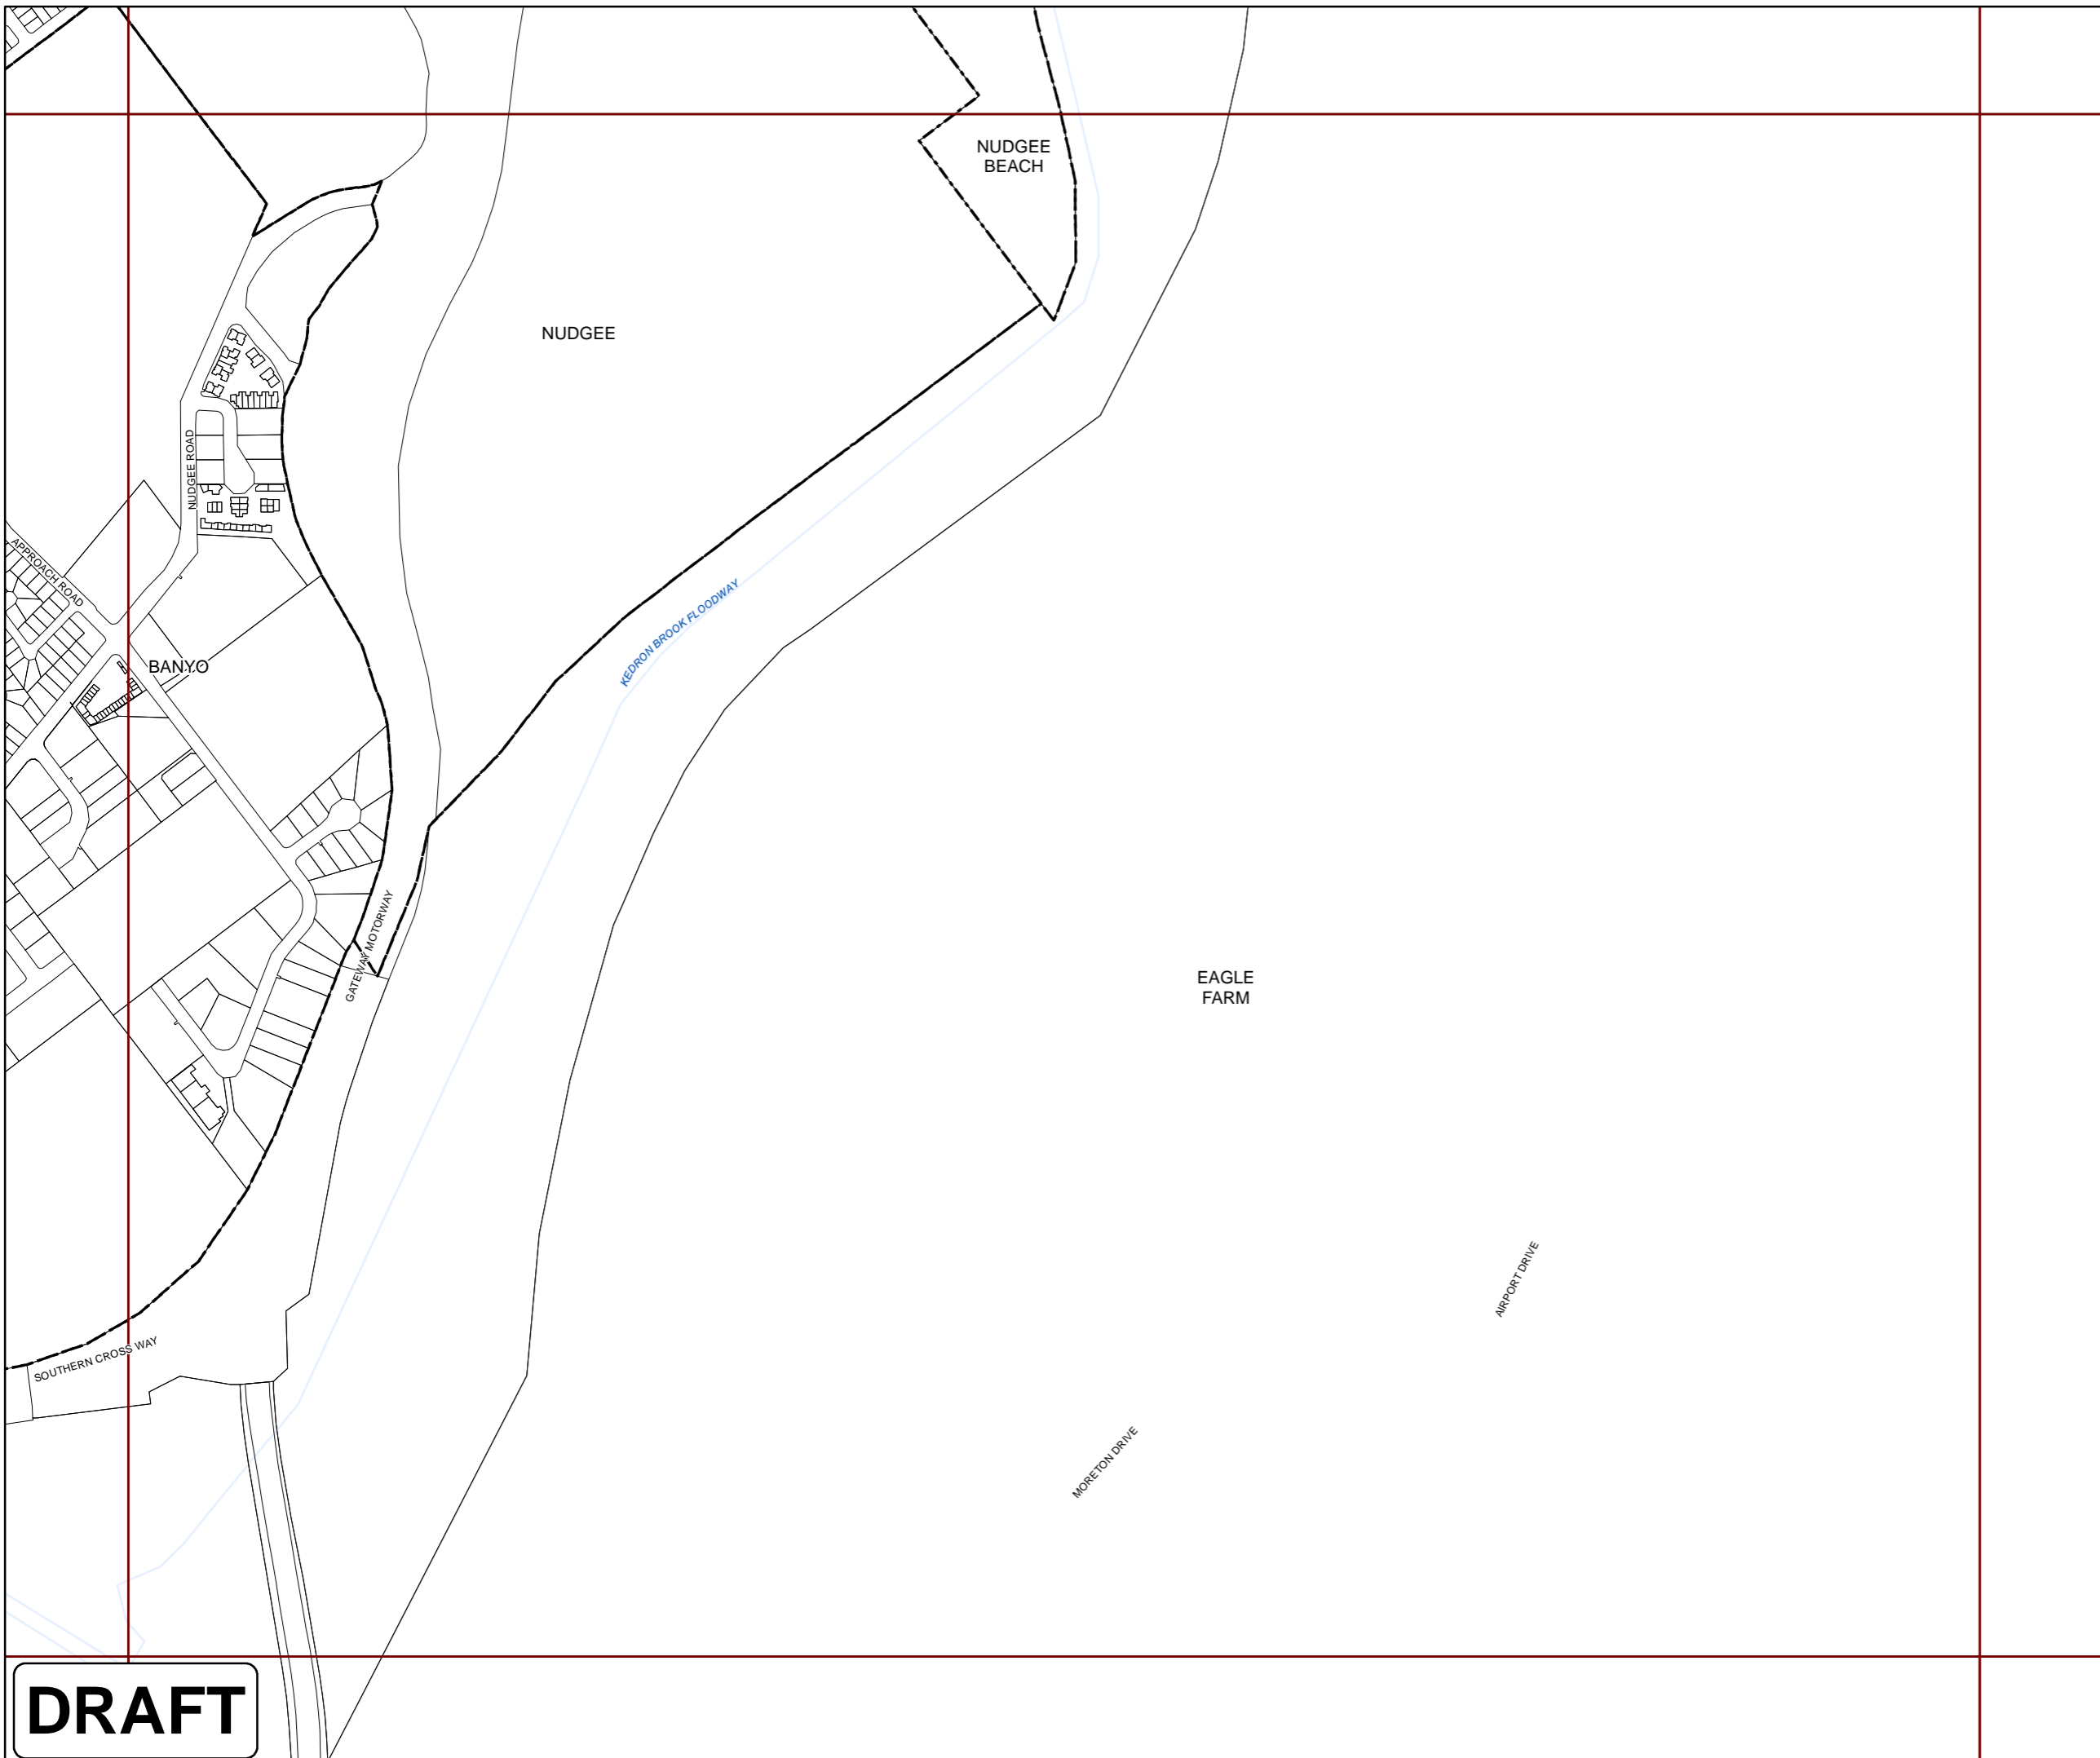 NUDGEE
BEACH
NUDGEE
NUDGEE ROAD
APPROACH ROAD
KEDRON BROOK FLOODWAY
BANYO
GATEWAY MOTORWAY
EAGLE
FARM
AIRPORT DRIVE
SOUTHERN CROSS WAY
MORETON DRIVE
DRAFT